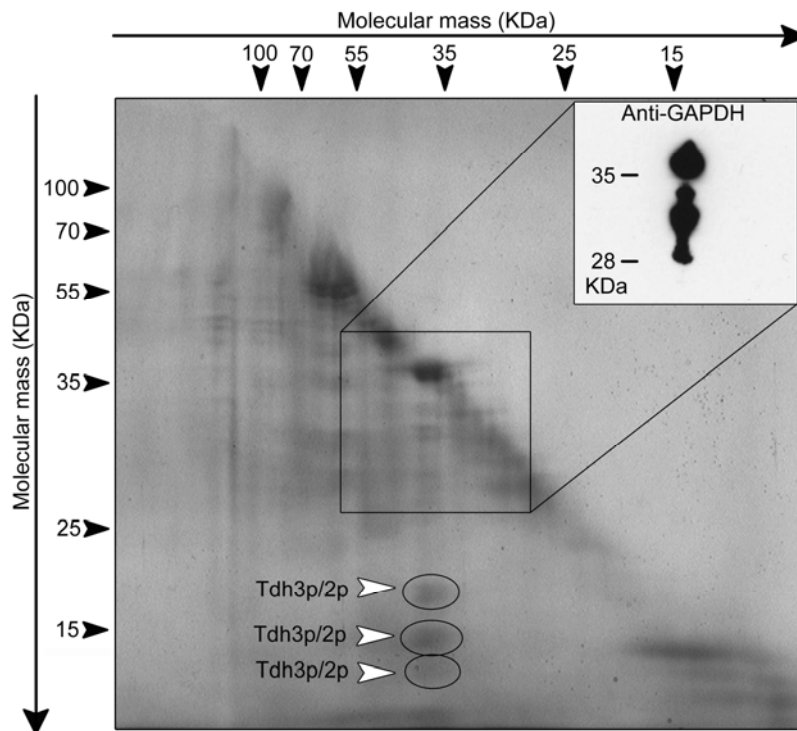 Molecular mass (KDa)
100 70 55 35 25 15
Anti-GAPDH
35
28
KDa
Molecular mass (KDa)
100
70
55
35
25
15
Tdh3p/2p
Tdh3p/2p
Tdh3p/2p